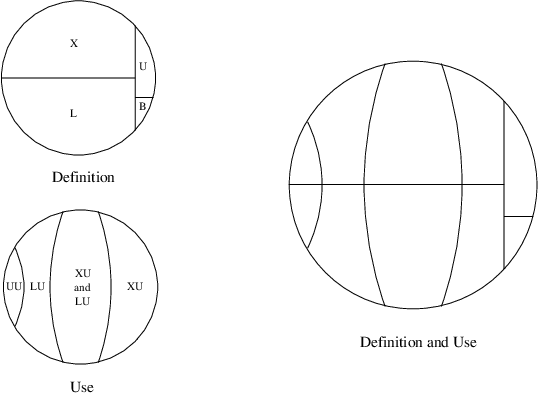 X
U
B
L
Definition
UU
LU
XU
and
LU
XU
Use
Definition and Use